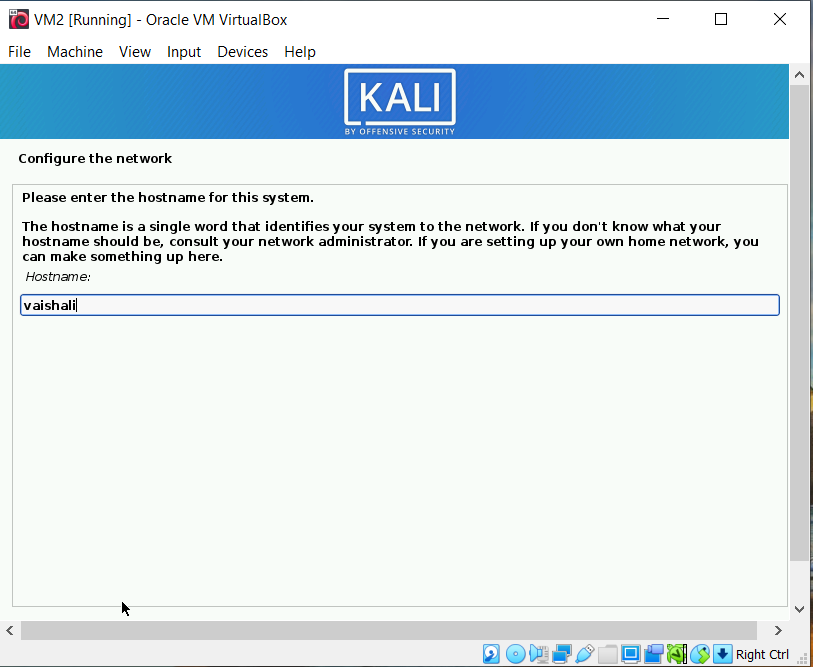 VM2 [Running] - Oracle VM VirtualBox
File Machine View Input Devices Help
KALI
BY OFFENSIVE SECURITY
Configure the network
Please enter the hostname for this system.
The hostname is a single word that identifies your system to the network. If you don't know what your
hostname should be, consult your network administrator. If you are setting up your own home network, you
can make something up here.
Hostname:
vaishali
Right Ctrl